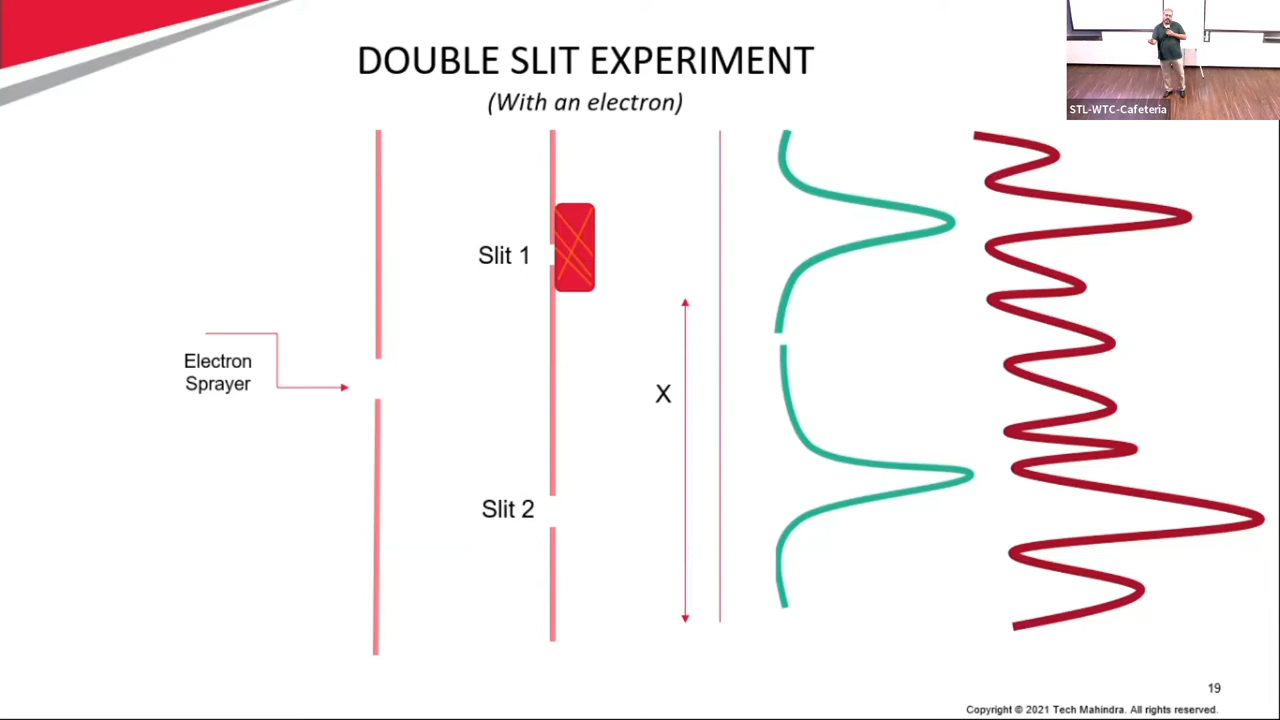 DOUBLE SLIT EXPERIMENT
(With an electron)
STL-WTC-Cafeteria
Slit 1
Electron
Sprayer
X
Slit 2
19
Copyright © 2021 Tech Mahindra. All rights reserved.